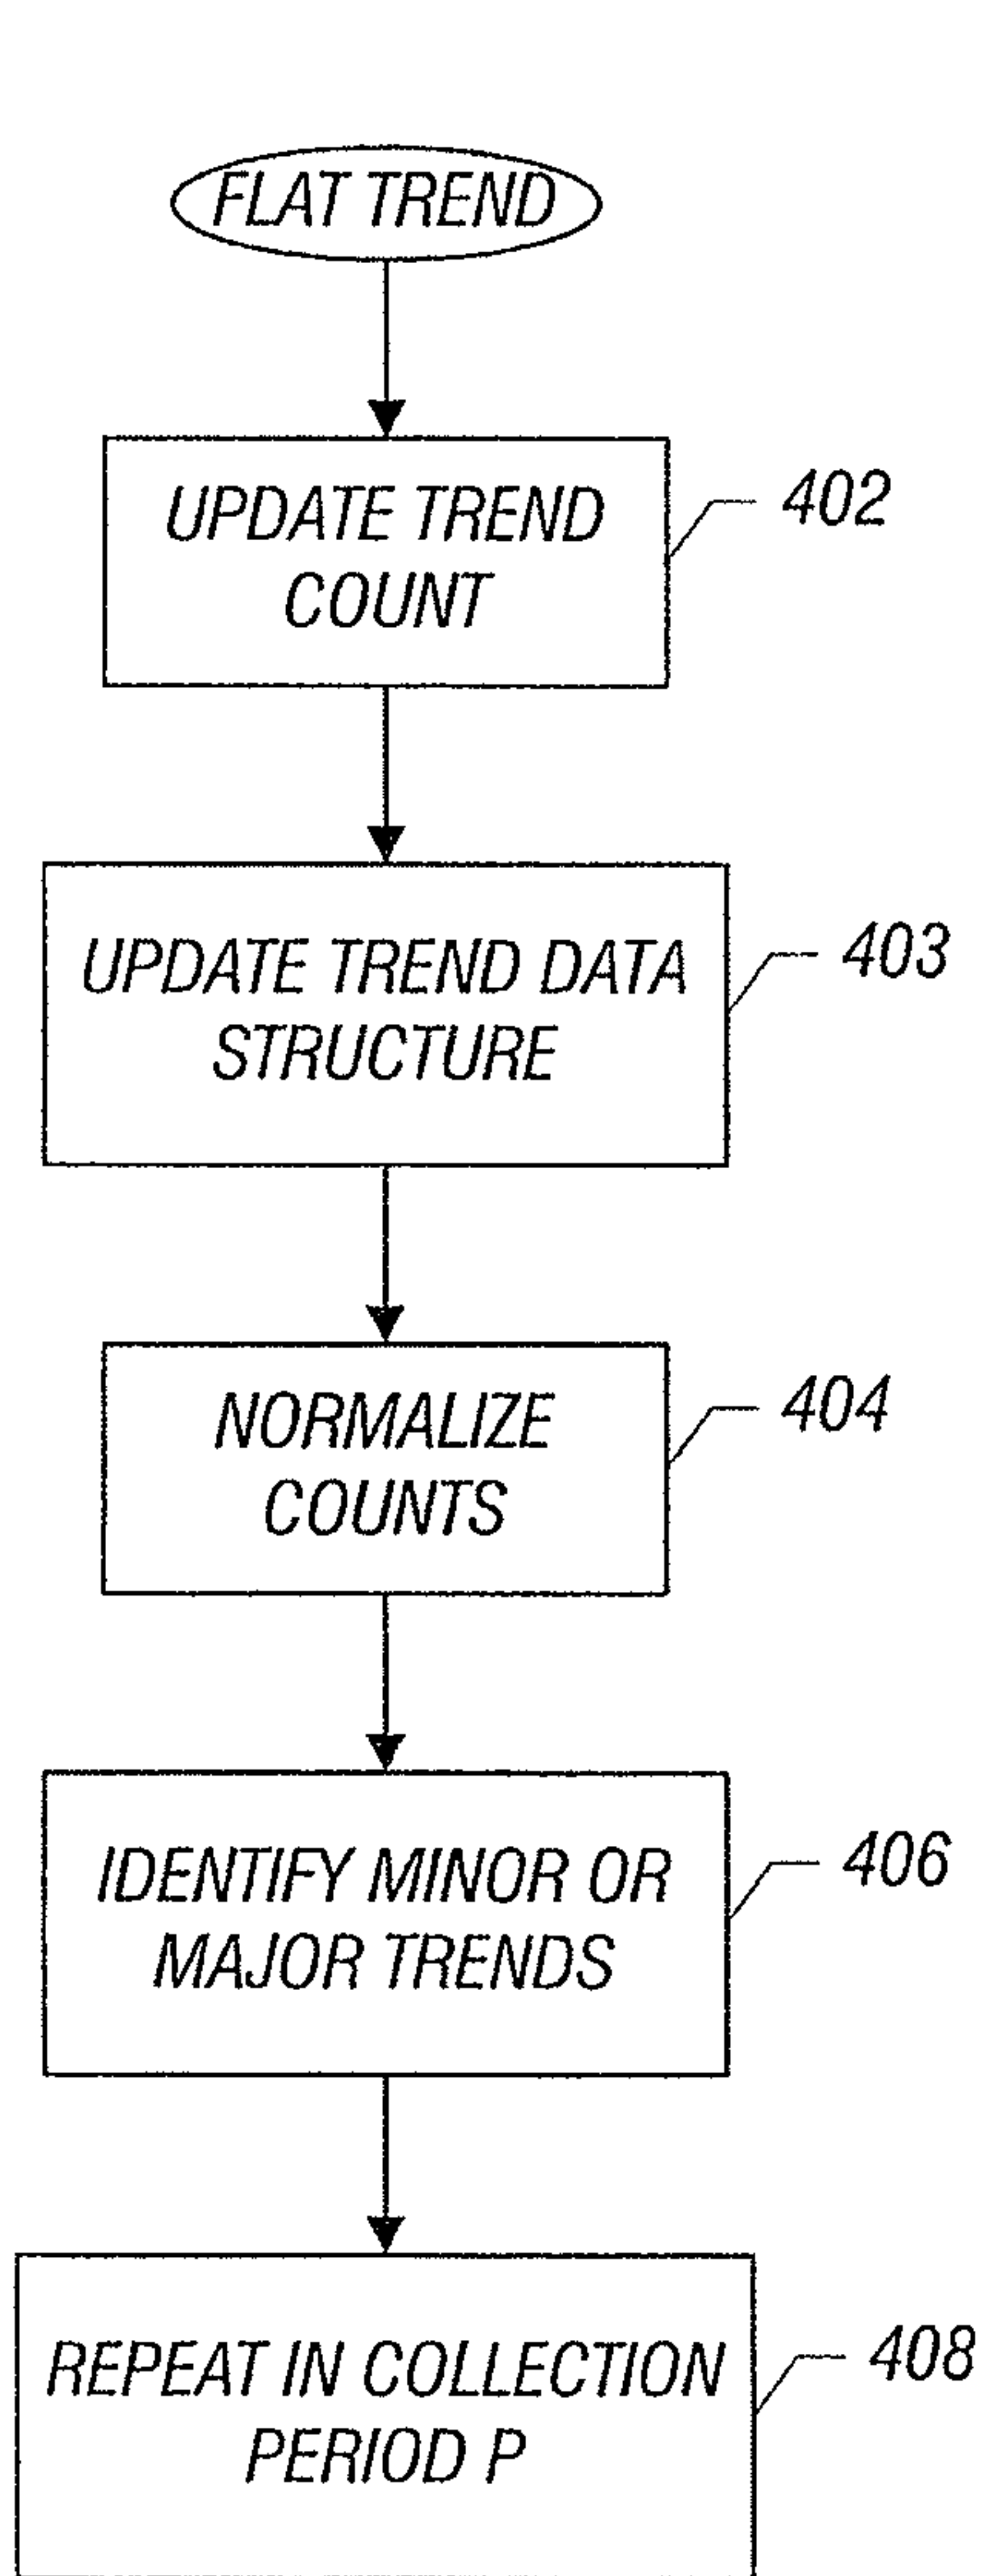 FLAT TREND
UPDATE TREND
COUNT
402
UPDATE TREND DATA
STRUCTURE
403
NORMALIZE
COUNTS
404
IDENTIFY MINOR OR
MAJOR TRENDS
406
REPEAT IN COLLECTION
PERIOD P
408